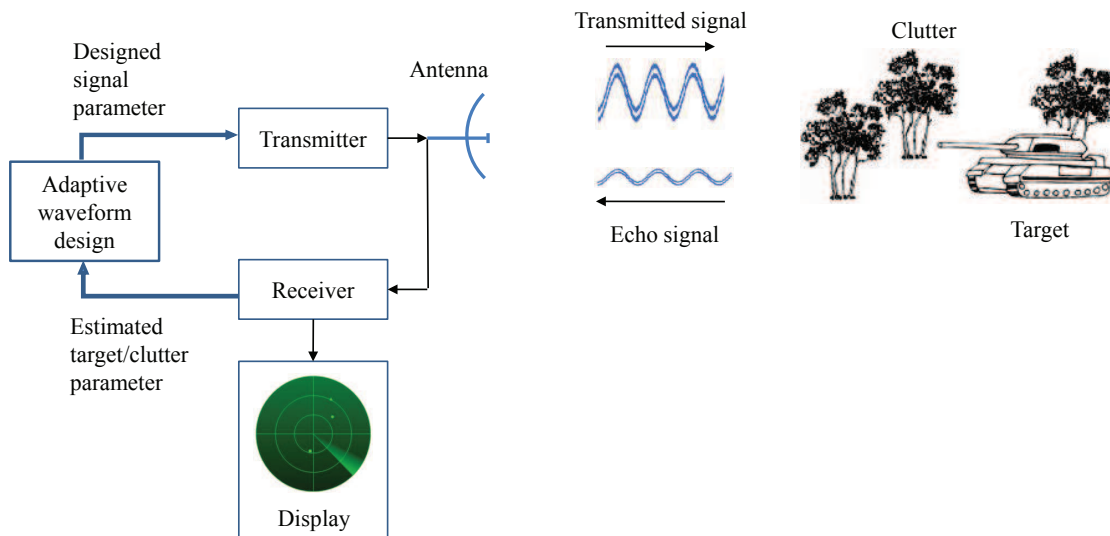 Designed
signal
parameter
Antenna
Transmitter
Adaptive
waveform
design
Receiver
Estimated
target/clutter
parameter
Display
Transmitted signal
Echo signal
Clutter
Target